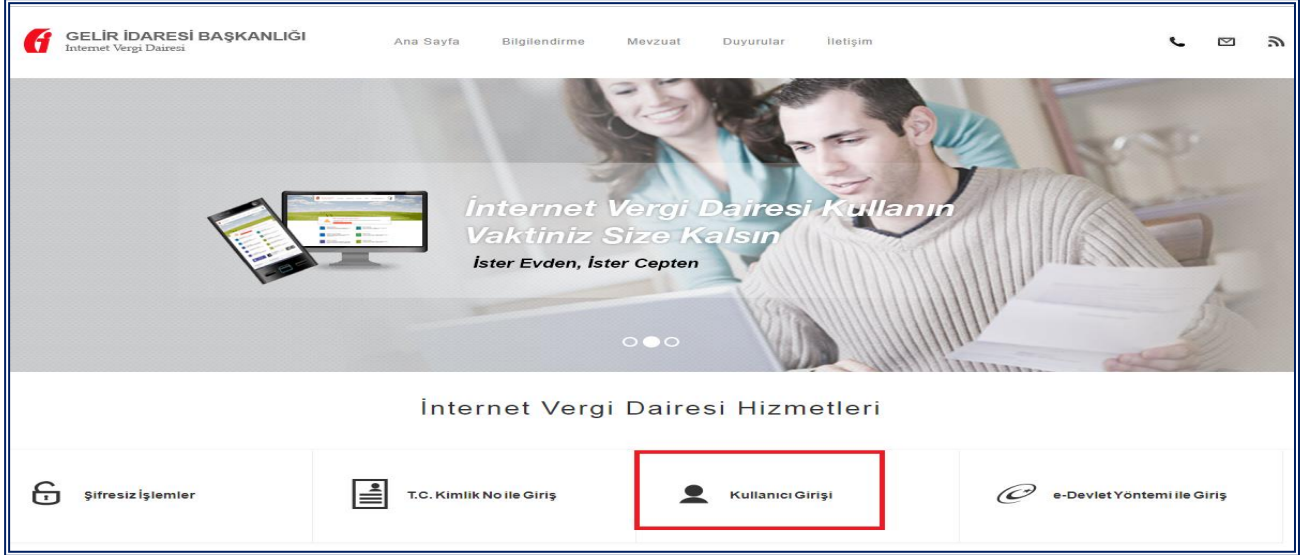 GELİR İDARESİ BAŞKANLIĞI
Internet Vergi Dairesi
Ana Sayfa
Bilgilendirme
Mevzuat
Duyurular
İletişim
İnternet Vergi Dairesi Kullanın
Vaktiniz Size Kalsın
İster Evden, İster Cepten
İnternet Vergi Dairesi Hizmetleri
Şifresiz İşlemler
T.C. Kimlik No ile Giriş
Kullanıcı Girişi
e-Devlet Yöntemi ile Giriş